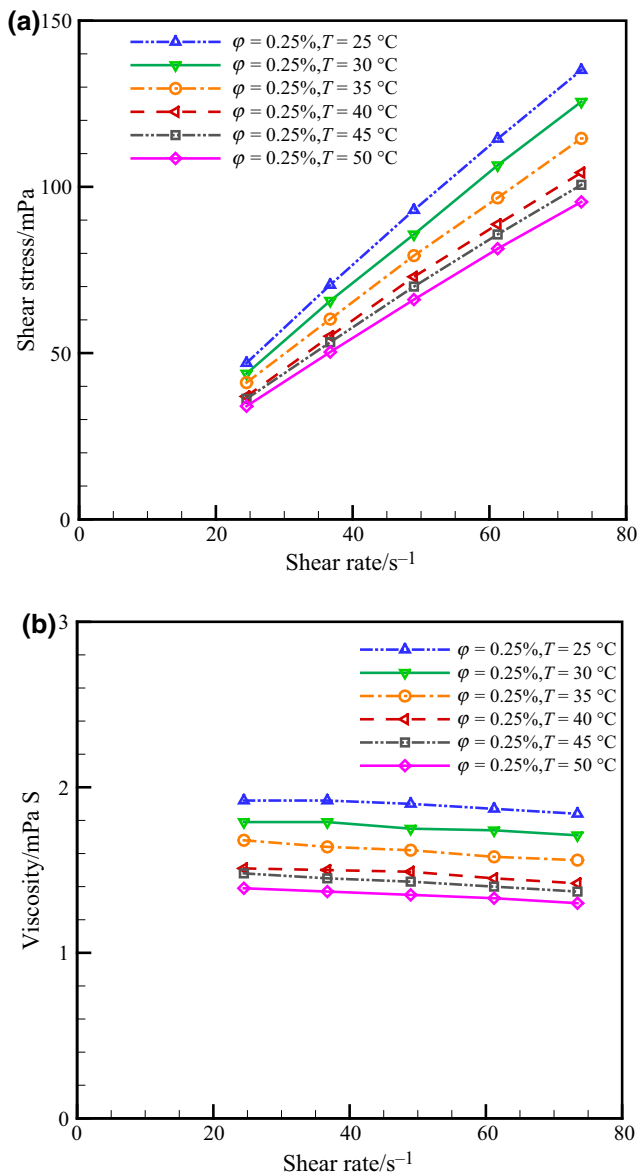 (a)
150
100
50
0
Shear stress/mPa
φ = 0.25%,T = 25 °C
φ = 0.25%,T = 30 °C
φ = 0.25%,T = 35 °C
φ = 0.25%,T = 40 °C
φ = 0.25%,T = 45 °C
φ = 0.25%,T = 50 °C
0 20 40 60 80
Shear rate/s⁻¹
(b)
3
2
1
0
Viscosity/mPa S
φ = 0.25%,T = 25 °C
φ = 0.25%,T = 30 °C
φ = 0.25%,T = 35 °C
φ = 0.25%,T = 40 °C
φ = 0.25%,T = 45 °C
φ = 0.25%,T = 50 °C
0 20 40 60 80
Shear rate/s⁻¹